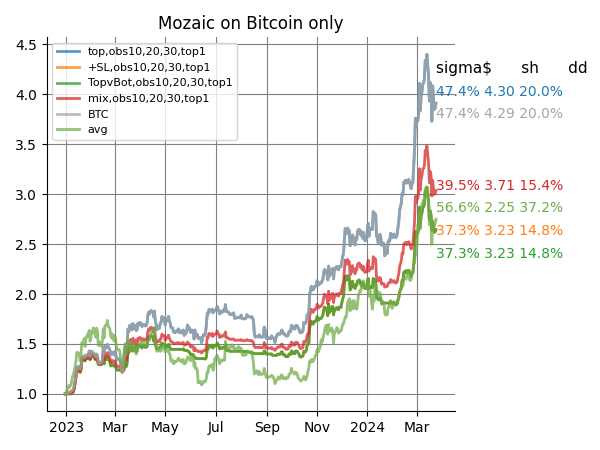 Mozaic on Bitcoin only
4.5
4.0
3.5
3.0
2.5
2.0
1.5
1.0
top,obs10,20,30,top1
+SL,obs10,20,30,top1
TopvBot,obs10,20,30,top1
mix,obs10,20,30,top1
BTC
avg
sigma$ sh dd
47.4% 4.30 20.0%
47.4% 4.29 20.0%
39.5% 3.71 15.4%
56.6% 2.25 37.2%
37.3% 3.23 14.8%
37.3% 3.23 14.8%
2023 Mar May Jul Sep Nov 2024 Mar